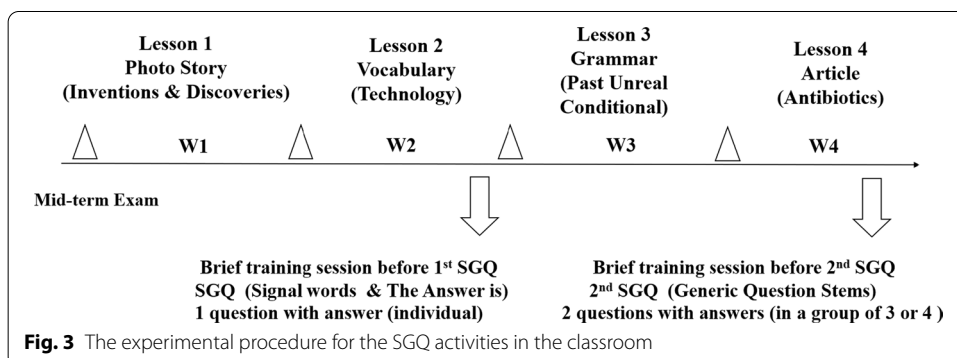 Lesson 1
Photo Story
(Inventions & Discoveries)
Lesson 2
Vocabulary
(Technology)
Lesson 3
Grammar
(Past Unreal
Conditional)
Lesson 4
Article
(Antibiotics)
W1
W2
W3
W4
Mid-term Exam
Brief training session before 1st SGQ
SGQ (Signal words & The Answer is)
1 question with answer (individual)
Brief training session before 2nd SGQ
2nd SGQ (Generic Question Stems)
2 questions with answers (in a group of 3 or 4 )
Fig. 3 The experimental procedure for the SGQ activities in the classroom